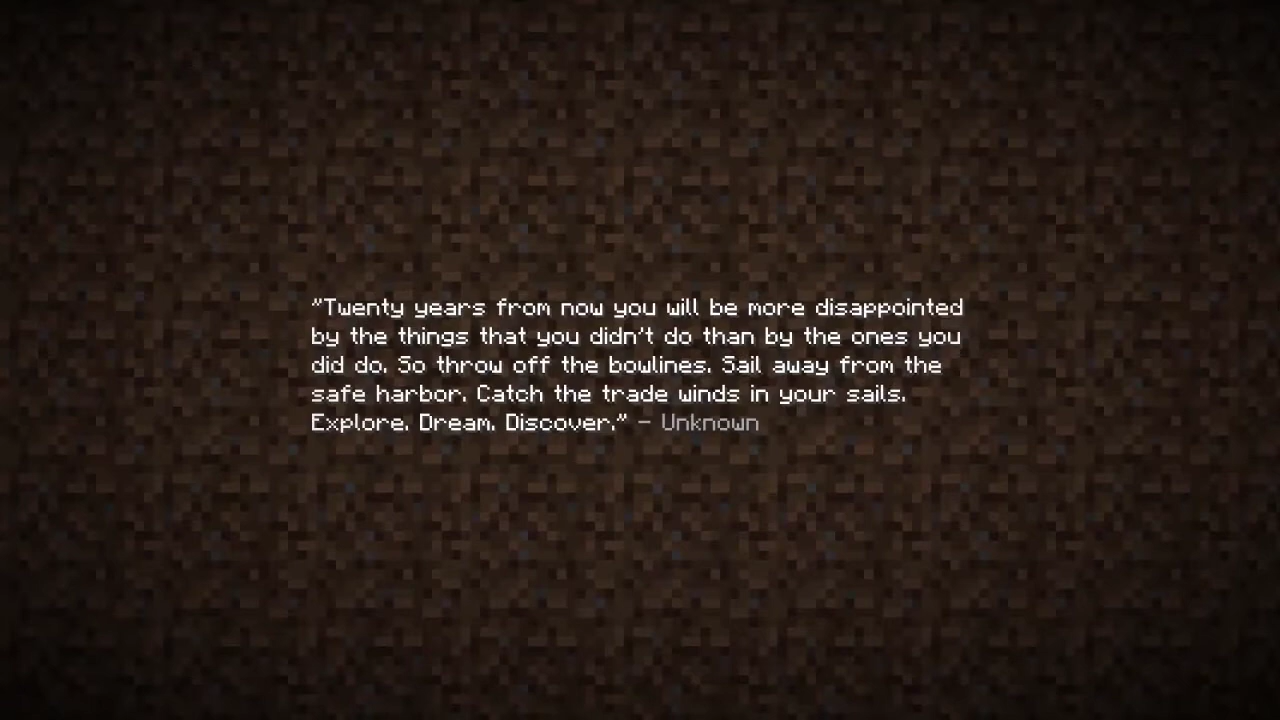 "Twenty years from now you will be more disappointed
by the things that you didn't do than by the ones you
did do. So throw off the bowlines. Sail away from the
safe harbor. Catch the trade winds in your sails.
Explore. Dream. Discover." - Unknown